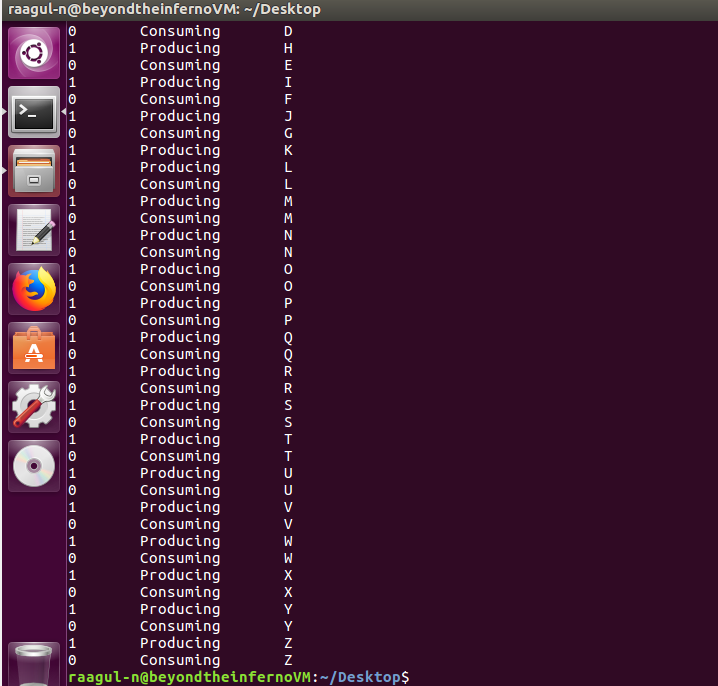 raagul-n@beyondtheinfernoVM: ~/Desktop
0 Consuming D
1 Producing H
0 Consuming E
1 Producing I
0 Consuming F
1 Producing J
0 Consuming G
1 Producing K
1 Producing L
0 Consuming L
1 Producing M
0 Consuming M
1 Producing N
0 Consuming N
1 Producing O
0 Consuming O
1 Producing P
0 Consuming P
1 Producing Q
0 Consuming Q
1 Producing R
0 Consuming R
1 Producing S
0 Consuming S
1 Producing T
0 Consuming T
1 Producing U
0 Consuming U
1 Producing V
0 Consuming V
1 Producing W
0 Consuming W
1 Producing X
0 Consuming X
1 Producing Y
0 Consuming Y
1 Producing Z
0 Consuming Z
raagul-n@beyondtheinfernoVM:~/Desktop$